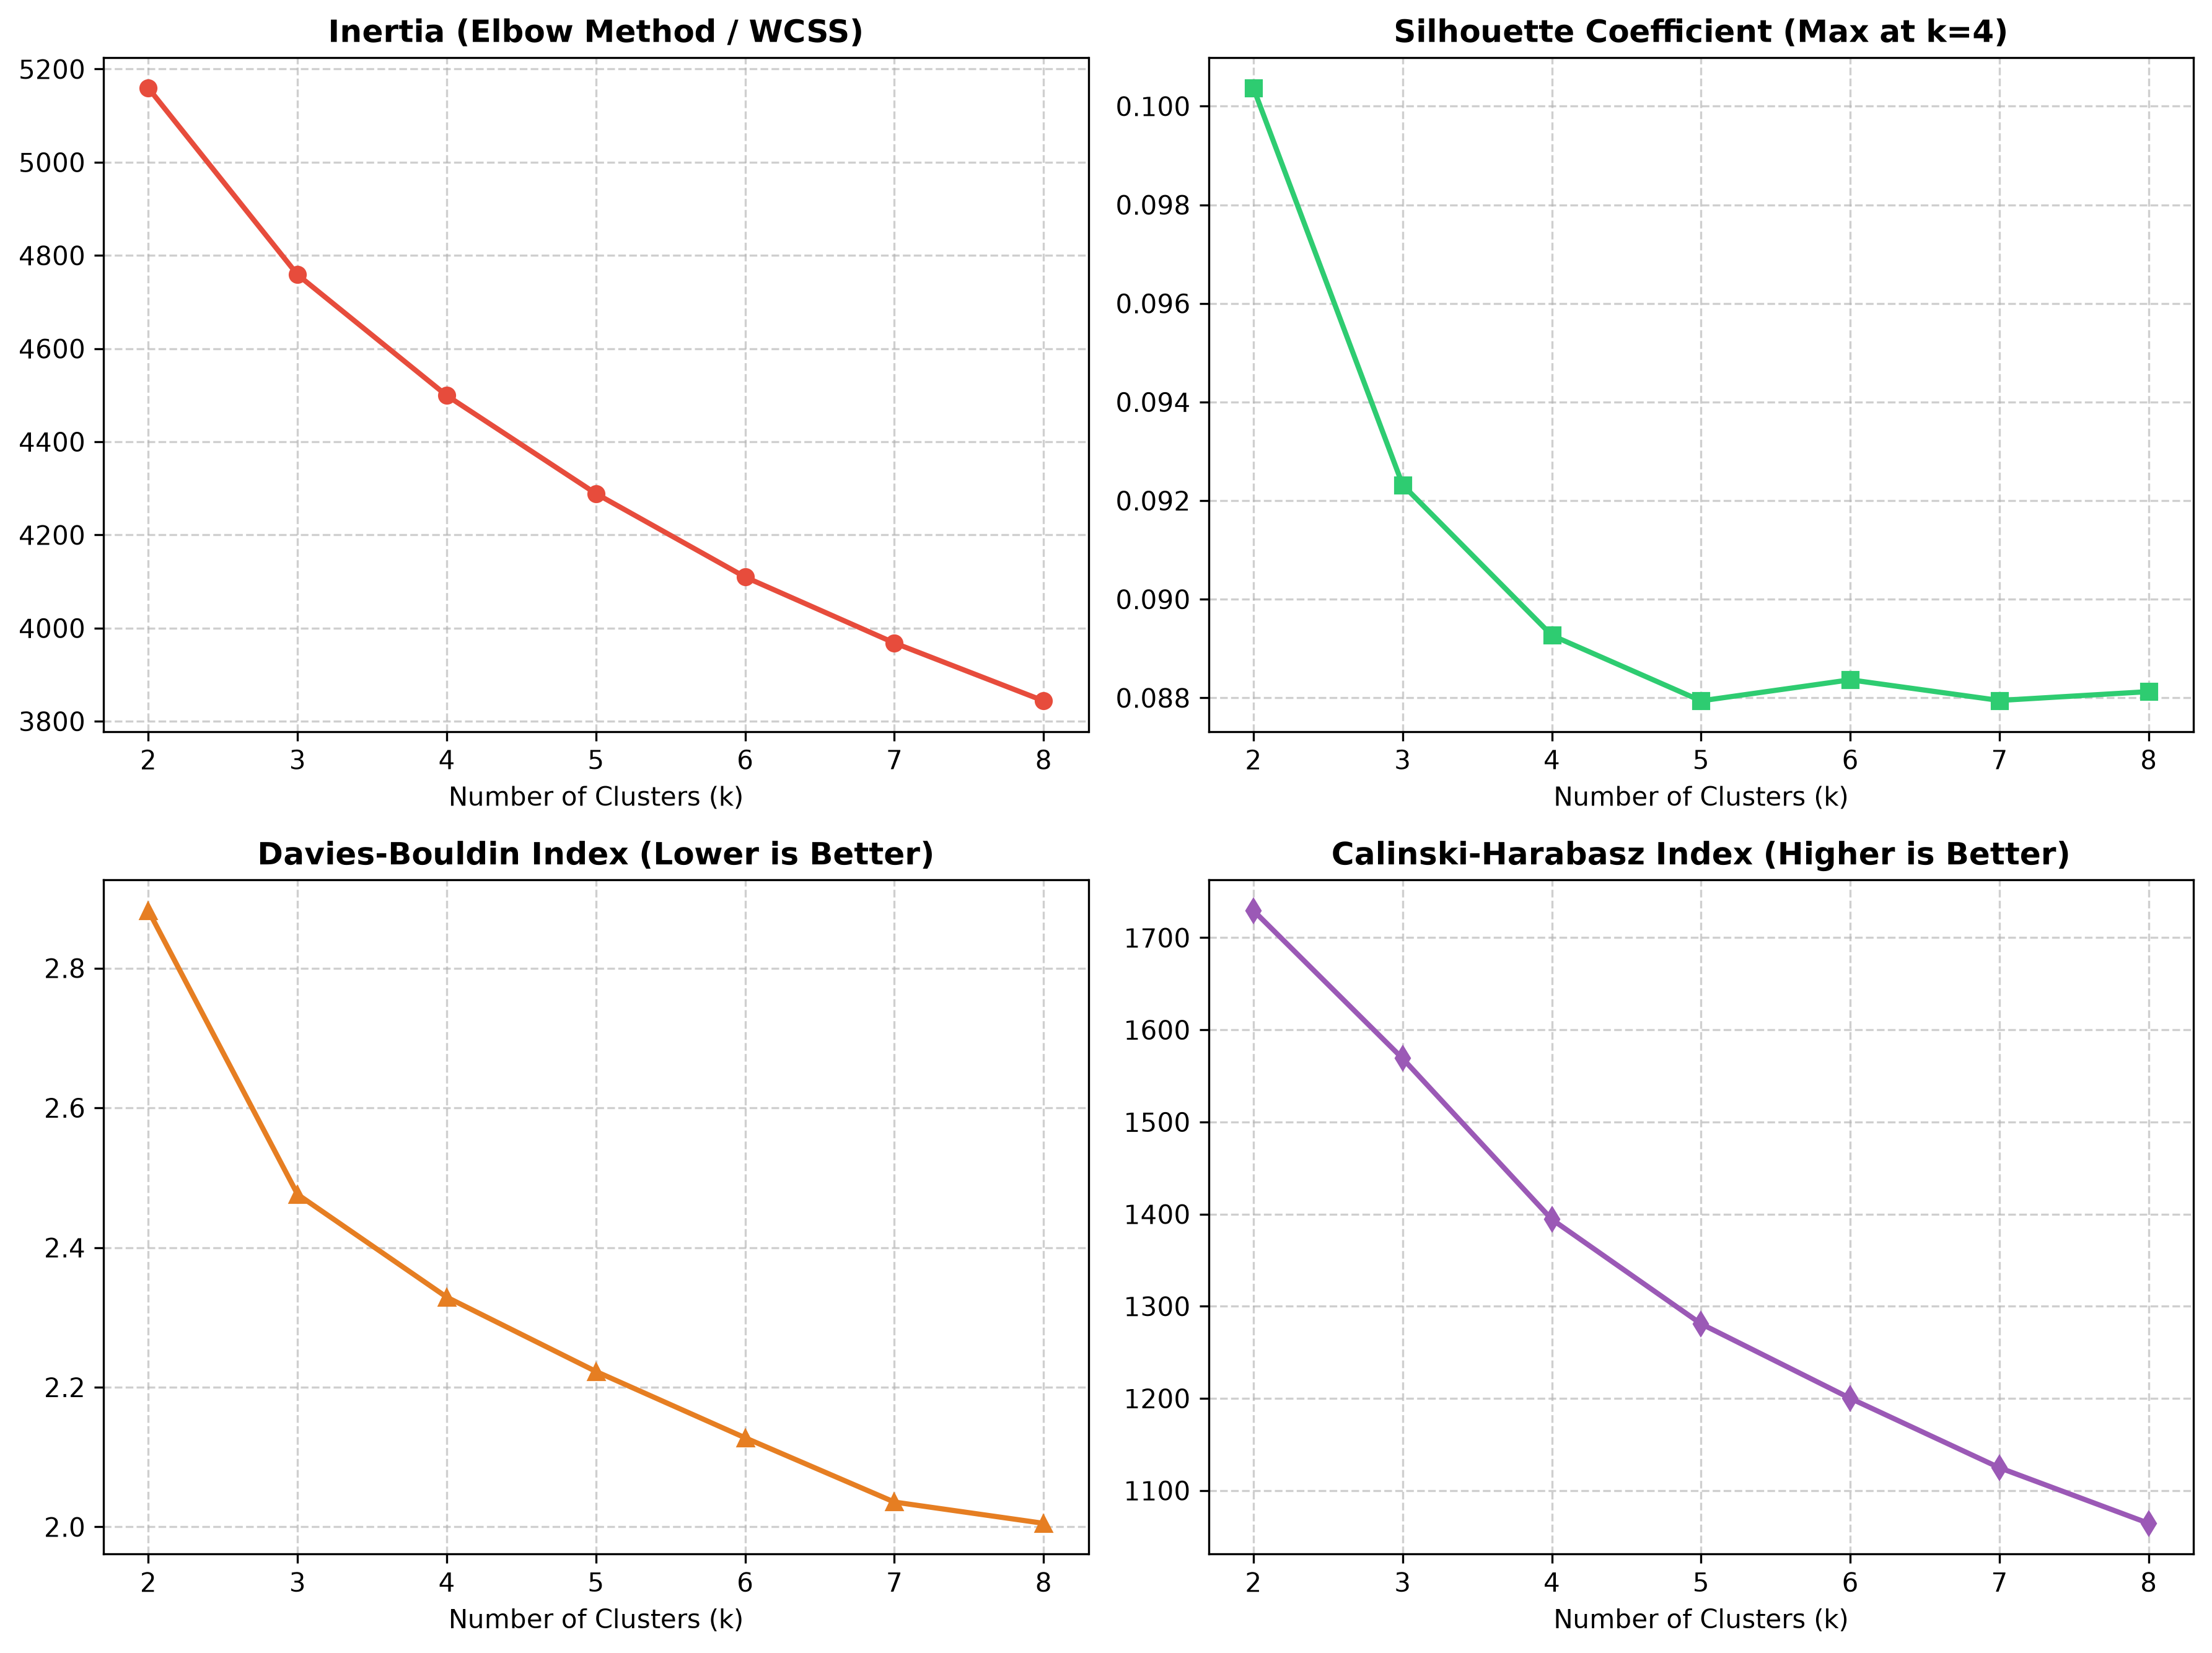 Inertia (Elbow Method / WCSS)
5200
5000
4800
4600
4400
4200
4000
3800
2 3 4 5 6 7 8
Number of Clusters (k)
Silhouette Coefficient (Max at k=4)
0.100
0.098
0.096
0.094
0.092
0.090
0.088
2 3 4 5 6 7 8
Number of Clusters (k)
Davies-Bouldin Index (Lower is Better)
2.8
2.6
2.4
2.2
2.0
2 3 4 5 6 7 8
Number of Clusters (k)
Calinski-Harabasz Index (Higher is Better)
1700
1600
1500
1400
1300
1200
1100
2 3 4 5 6 7 8
Number of Clusters (k)